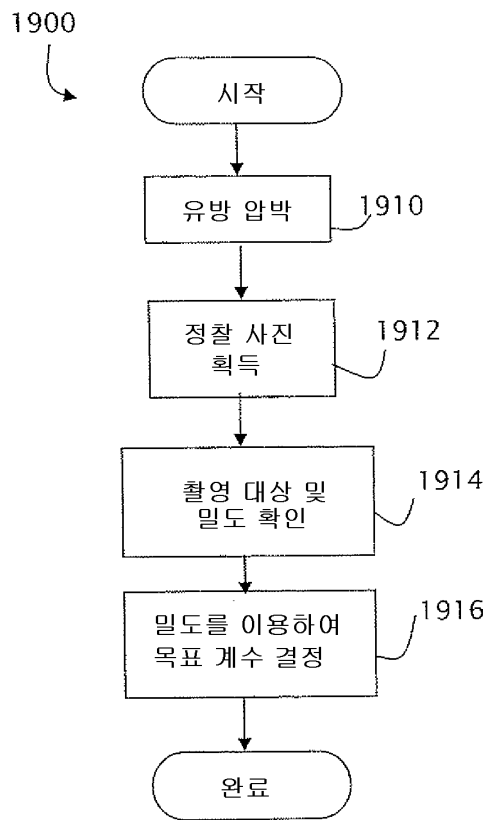 1900
시작
유방 압박
1910
정찰 사진
획득
1912
촬영 대상 및
밀도 확인
1914
밀도를 이용하여
목표 계수 결정
1916
완료